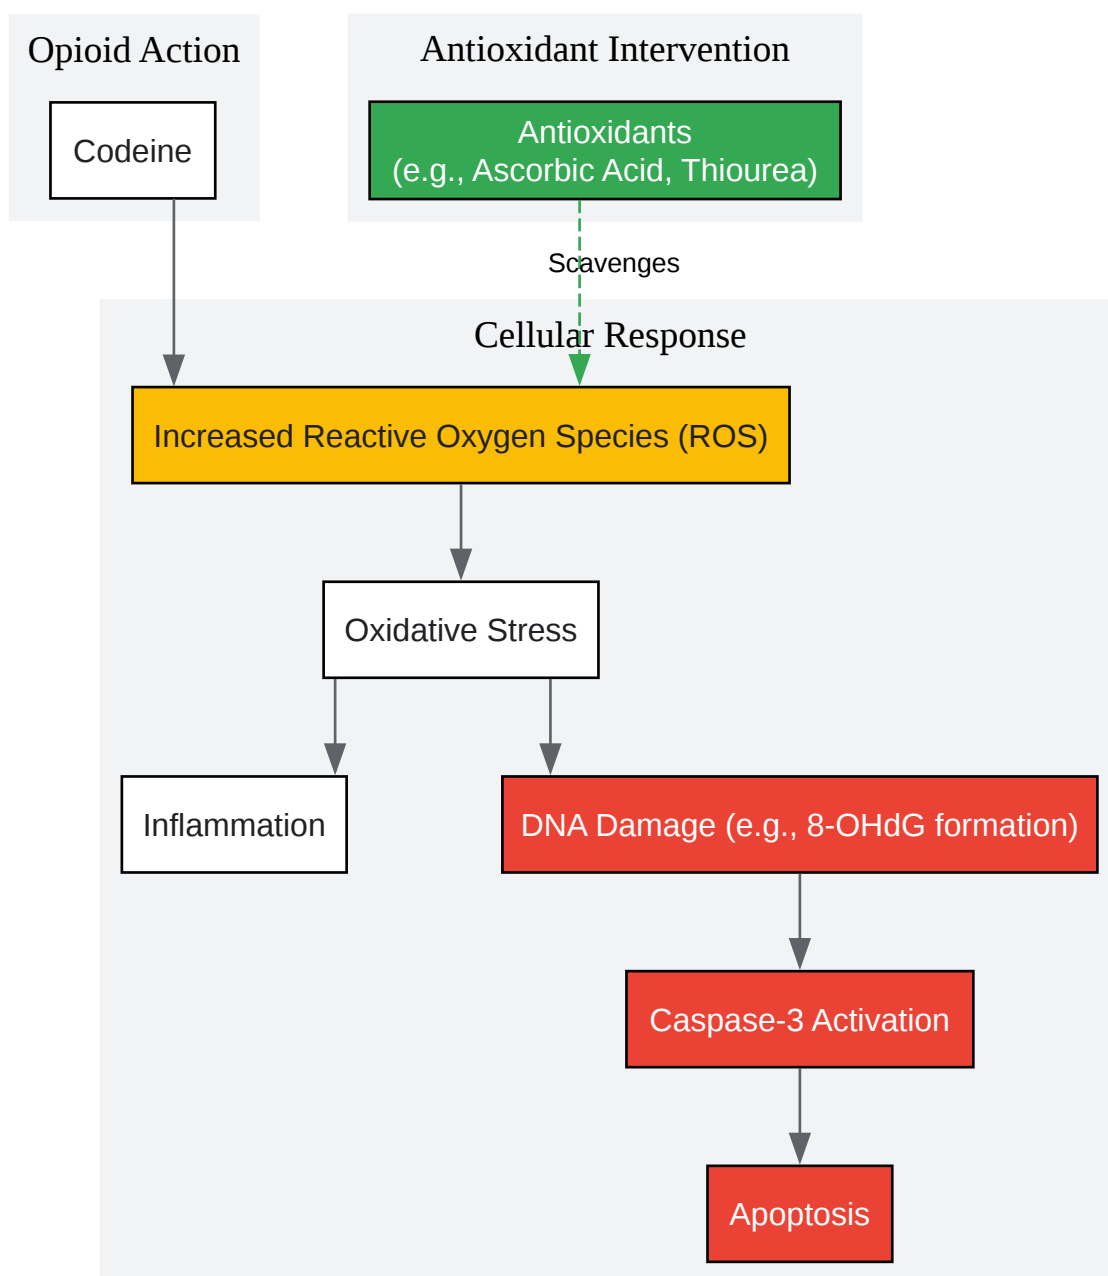 Opioid Action
Antioxidant Intervention
Codeine
Antioxidants
(e.g., Ascorbic Acid, Thiourea)
Scavenges
Cellular Response
Increased Reactive Oxygen Species (ROS)
Oxidative Stress
Inflammation
DNA Damage (e.g., 8-OHdG formation)
Caspase-3 Activation
Apoptosis